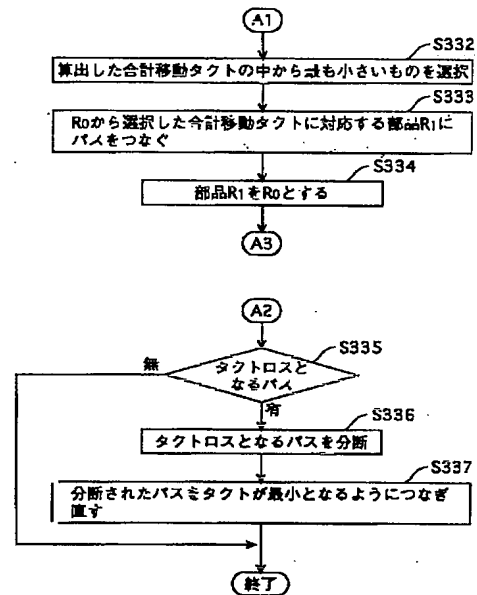 A1
S332
算出した合計移動タクトの中から最も小さいものを選択
S333
R0から選択した合計移動タクトに対応する部品R1に
パスをつなぐ
S334
部品R1をR0とする
A3
A2
S335
タクトロスと
なるパス
無
有
S336
タクトロスとなるパスを分断
S337
分断されたパスをタクトが最小となるようにつなぎ
直す
終了